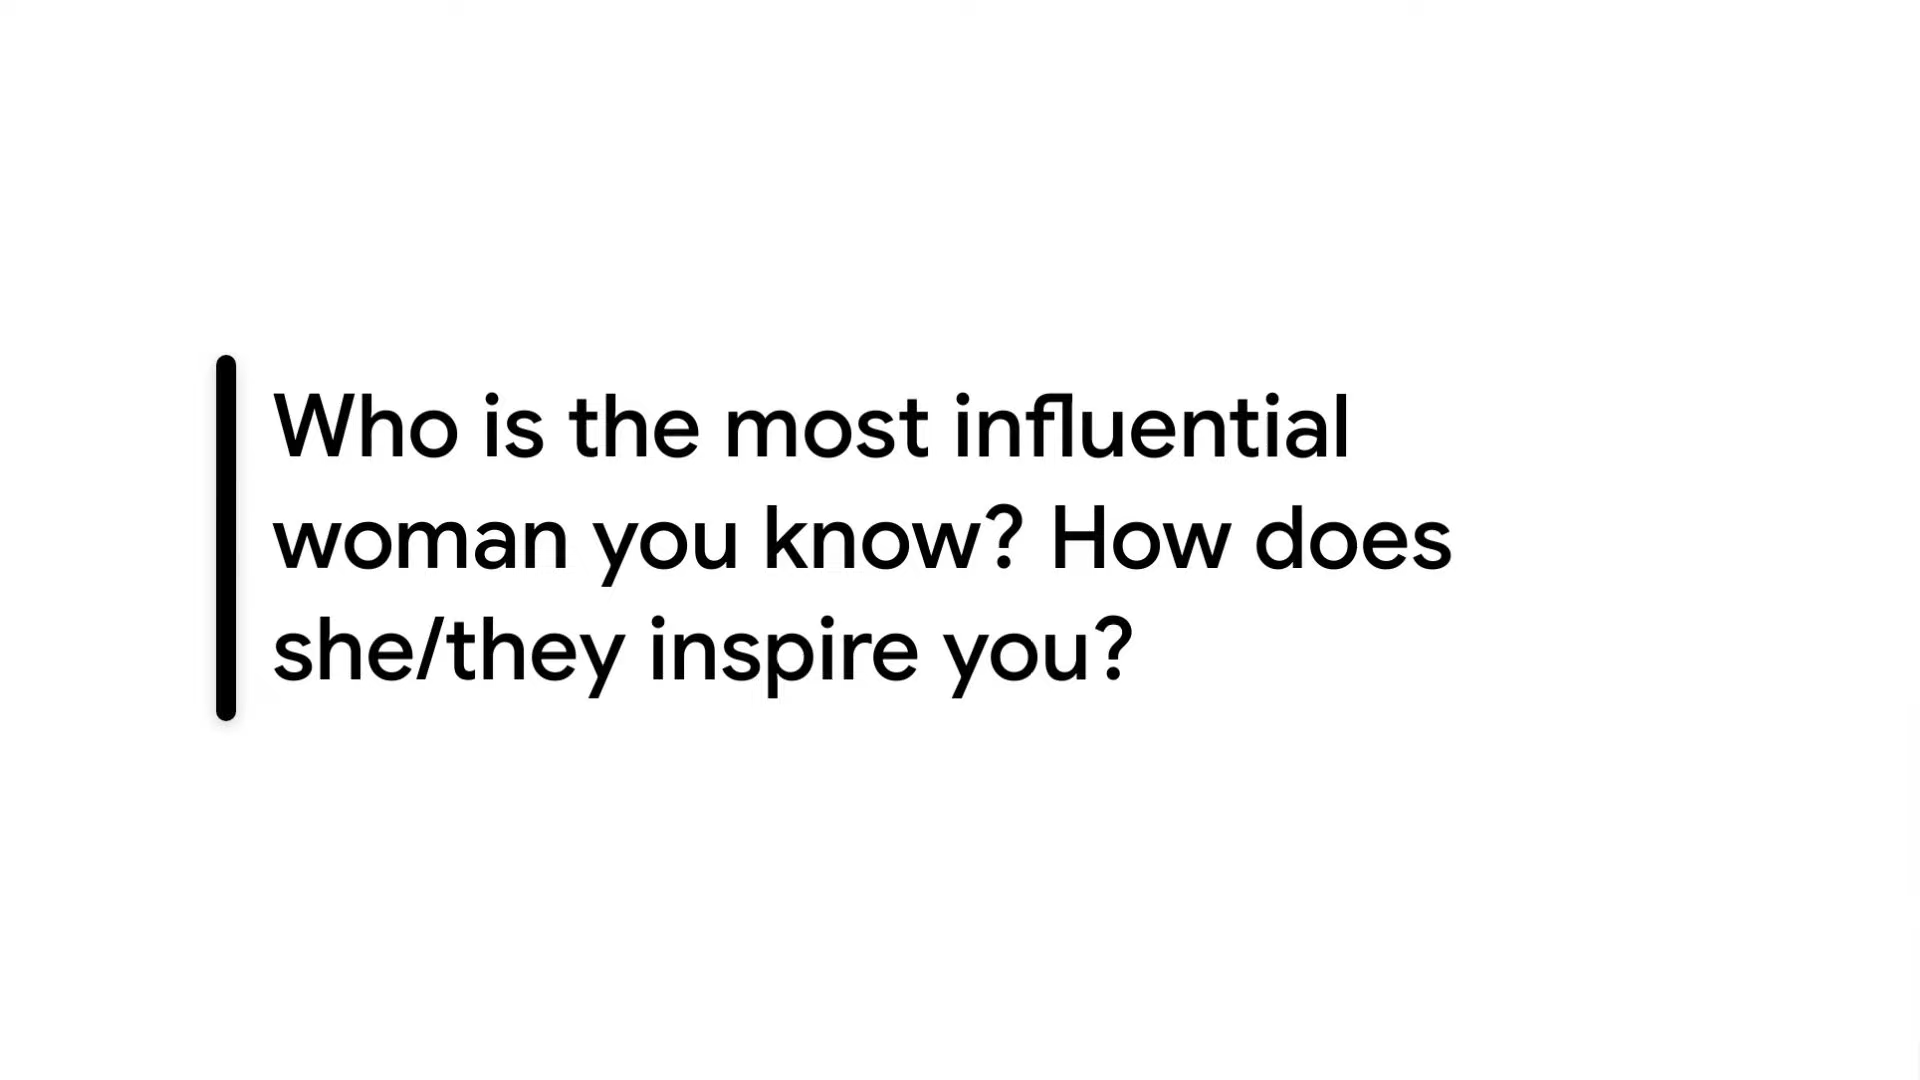 Who is the most influential
woman you know? How does
she/they inspire you?